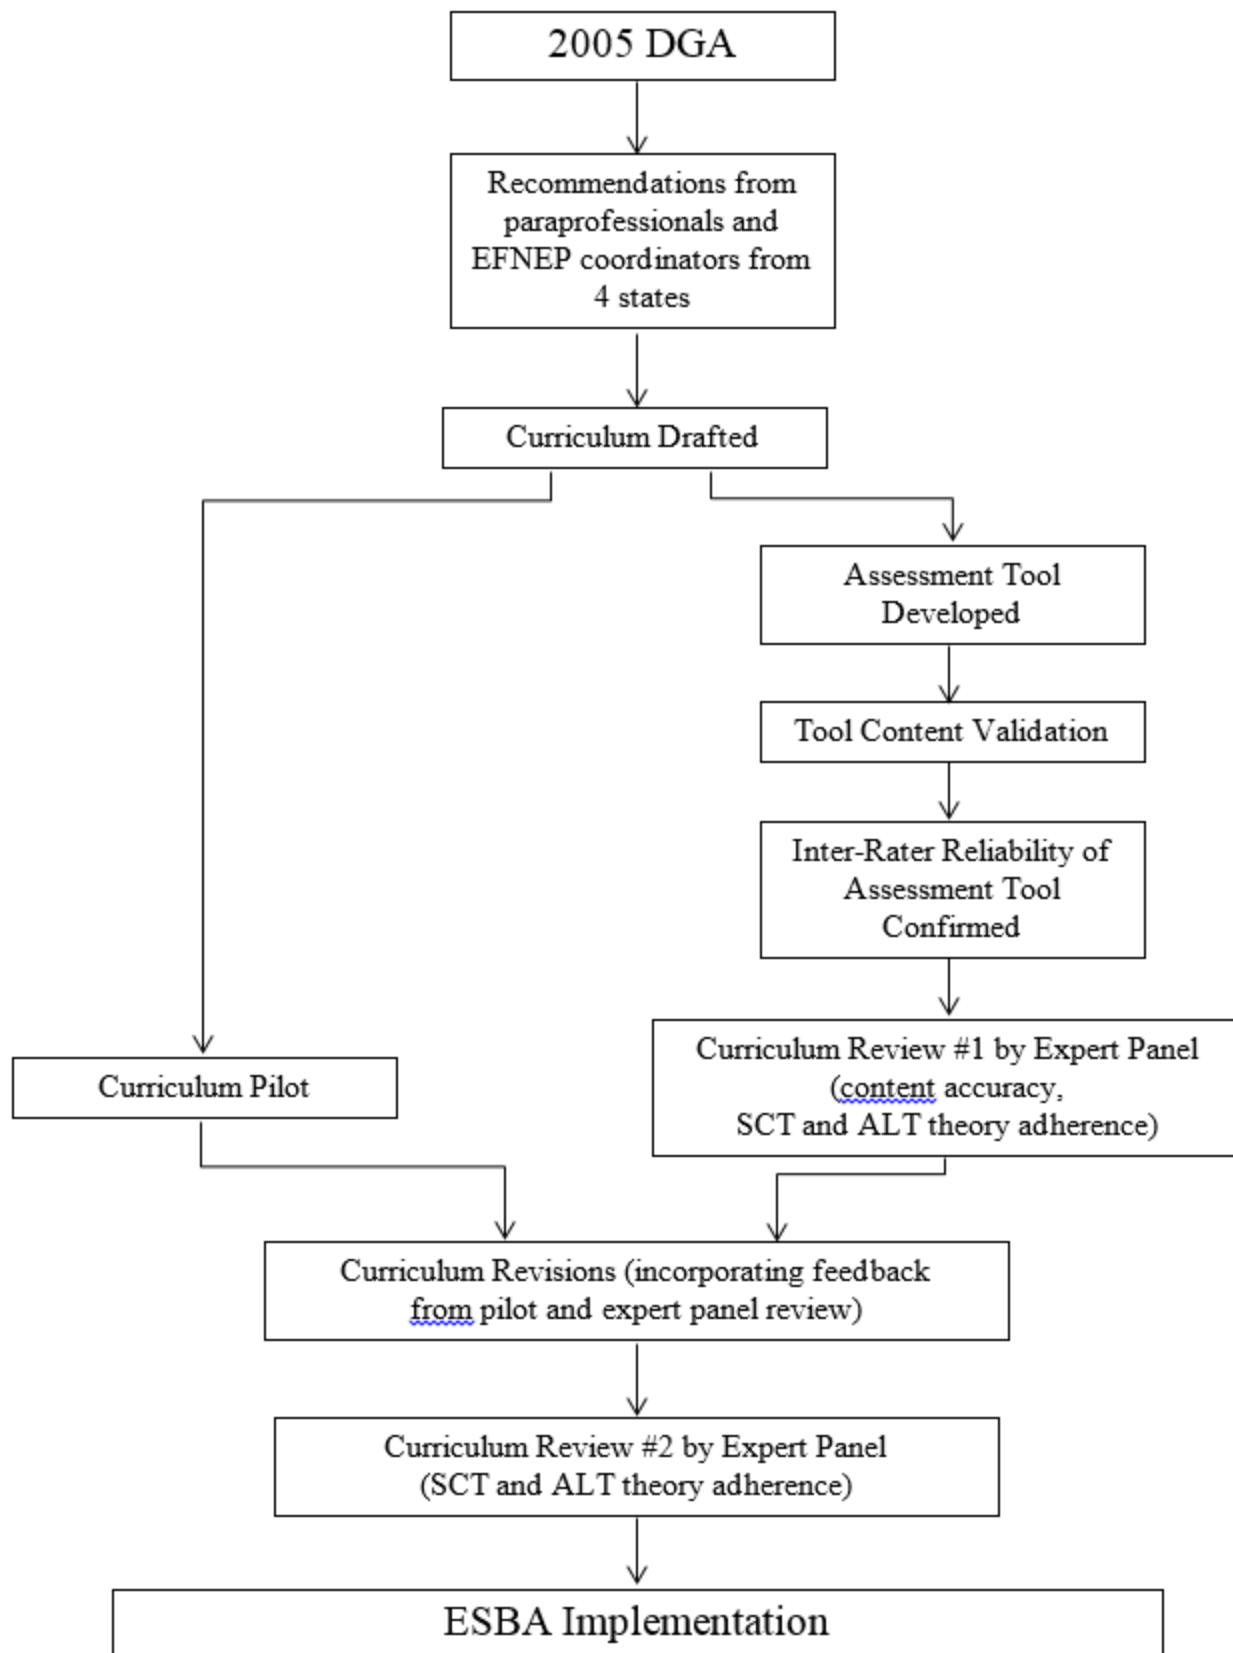 2005 DGA
Recommendations from
paraprofessionals and
EFNEP coordinators from
4 states
Curriculum Drafted
Assessment Tool
Developed
Tool Content Validation
Inter-Rater Reliability of
Assessment Tool
Confirmed
Curriculum Review #1 by Expert Panel
(content accuracy,
SCT and ALT theory adherence)
Curriculum Pilot
Curriculum Revisions (incorporating feedback
from pilot and expert panel review)
Curriculum Review #2 by Expert Panel
(SCT and ALT theory adherence)
ESBA Implementation